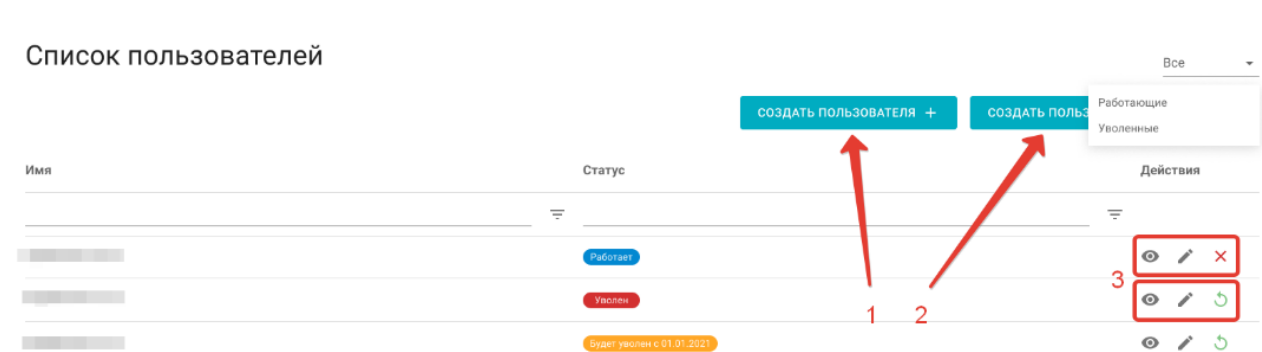 Список пользователей
Все
Работающие
Уволенные
СОЗДАТЬ ПОЛЬЗОВАТЕЛЯ +
СОЗДАТЬ
Имя
Статус
Действия
Работает
3
Уволен
1
2
Будет уволен с 01.01.2021